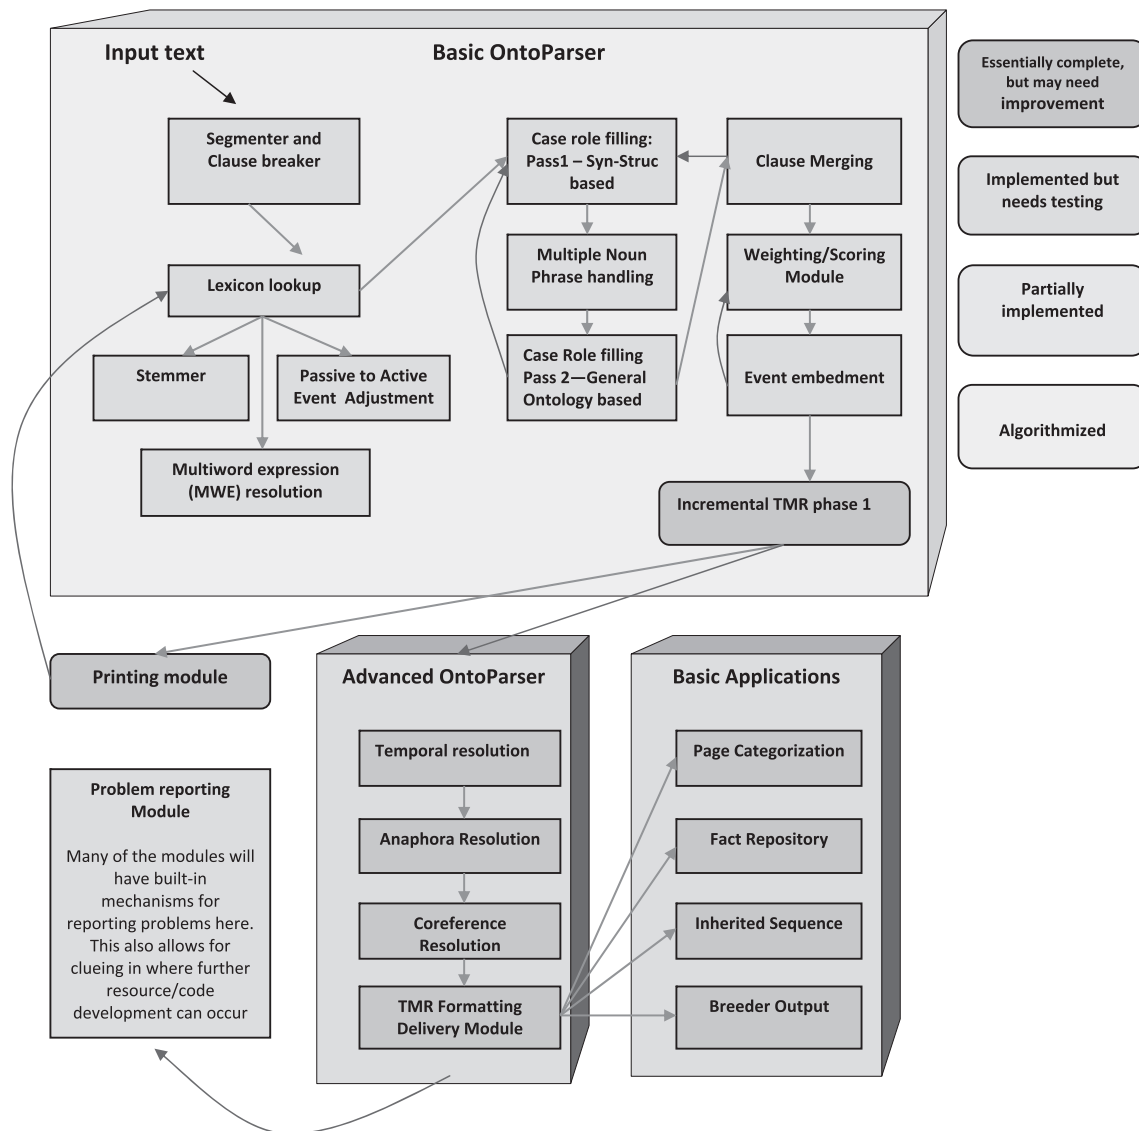 Input text
Basic OntoParser
Segmenter and
Clause breaker
Lexicon lookup
Stemmer
Passive to Active
Event Adjustment
Multiword expression
(MWE) resolution
Case role filling:
Pass1 – Syn-Struc
based
Multiple Noun
Phrase handling
Case Role filling
Pass 2—General
Ontology based
Clause Merging
Weighting/Scoring
Module
Event embedment
Incremental TMR phase 1
Essentially complete,
but may need
improvement
Implemented but
needs testing
Partially
implemented
Algorithmized
Printing module
Problem reporting
Module
Many of the modules will
have built-in
mechanisms for
reporting problems here.
This also allows for
clueing in where further
resource/code
development can occur
Advanced OntoParser
Temporal resolution
Anaphora Resolution
Coreference
Resolution
TMR Formatting
Delivery Module
Basic Applications
Page Categorization
Fact Repository
Inherited Sequence
Breeder Output